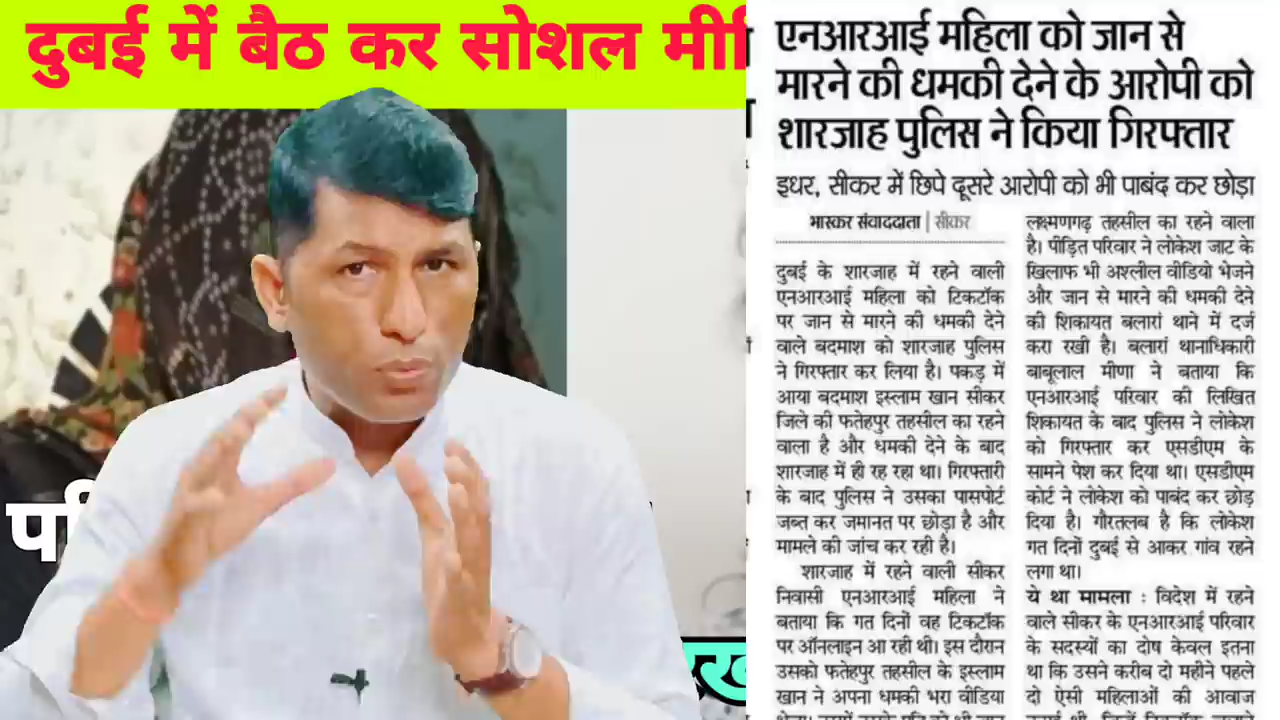 दुबई में बैठ कर सोशल
एनआरआई महिला को जान से
मारने की धमकी देने के आरोपी को
शारजाह पुलिस ने किया गिरफ्तार
इधर, सीकर में छिपे दूसरे आरोपी को भी पाबंद कर छोड़ा
भास्कर संवाददाता | सीकर
दुबई के शारजाह में रहने वाली
एनआरआई महिला को टिकटॉक
पर जान से मारने की धमकी देने
वाले बदमाश को शारजाह पुलिस
ने गिरफ्तार कर लिया है। पकड़ में
आया बदमाश इस्लाम खान सीकर
जिले की फतेहपुर तहसील का रहने
वाला है और धमकी देने के बाद
शारजाह में ही रह रहा था। गिरफ्तारी
के बाद पुलिस ने उसका पासपोर्ट
जब्त कर जमानत पर छोड़ा है और
मामले की जांच कर रही है।
शारजाह में रहने वाली सीकर
निवासी एनआरआई महिला ने
बताया कि गत दिनों वह टिकटॉक
पर ऑनलाइन आ रही थी। इस दौरान
उसको फतेहपुर तहसील के इस्लाम
खान ने अपना धमकी भरा वीडिया
लक्ष्मणगढ़ तहसील का रहने वाला
है। पीड़ित परिवार ने लोकेश जाट के
खिलाफ भी अश्लील वीडियो भेजने
और जान से मारने की धमकी देने
की शिकायत बलारां थाने में दर्ज
करा रखी है। बलारां थानाधिकारी
बाबूलाल मीणा ने बताया कि
एनआरआई परिवार की लिखित
शिकायत के बाद पुलिस ने लोकेश
को गिरफ्तार कर एसडीएम के
सामने पेश कर दिया था। एसडीएम
कोर्ट ने लोकेश को पाबंद कर छोड़
दिया है। गौरतलब है कि लोकेश
गत दिनों दुबई से आकर गांव रहने
लगा था।
ये था मामला : विदेश में रहने
वाले सीकर के एनआरआई परिवार
के सदस्यों का दोष केवल इतना
था कि उसने करीब दो महीने पहले
दो ऐसी महिलाओं की आवाज